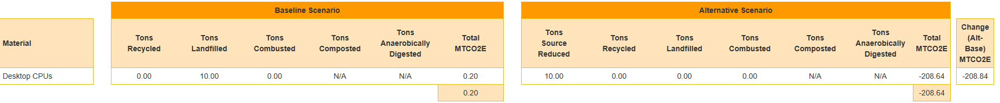 Baseline Scenario
Alternative Scenario
Material
Tons
Recycled
Tons
Landfilled
Tons
Combusted
Tons
Composted
Tons
Anaerobically
Digested
Total
MTCO2E
Tons
Source
Reduced
Tons
Recycled
Tons
Landfilled
Tons
Combusted
Tons
Composted
Tons
Anaerobically
Digested
Total
MTCO2E
Change
(Alt-
Base)
MTCO2E
Desktop CPUs 0.00 10.00 0.00 N/A N/A 0.20 10.00 0.00 0.00 0.00 N/A N/A -208.64 -208.84
0.20 -208.64